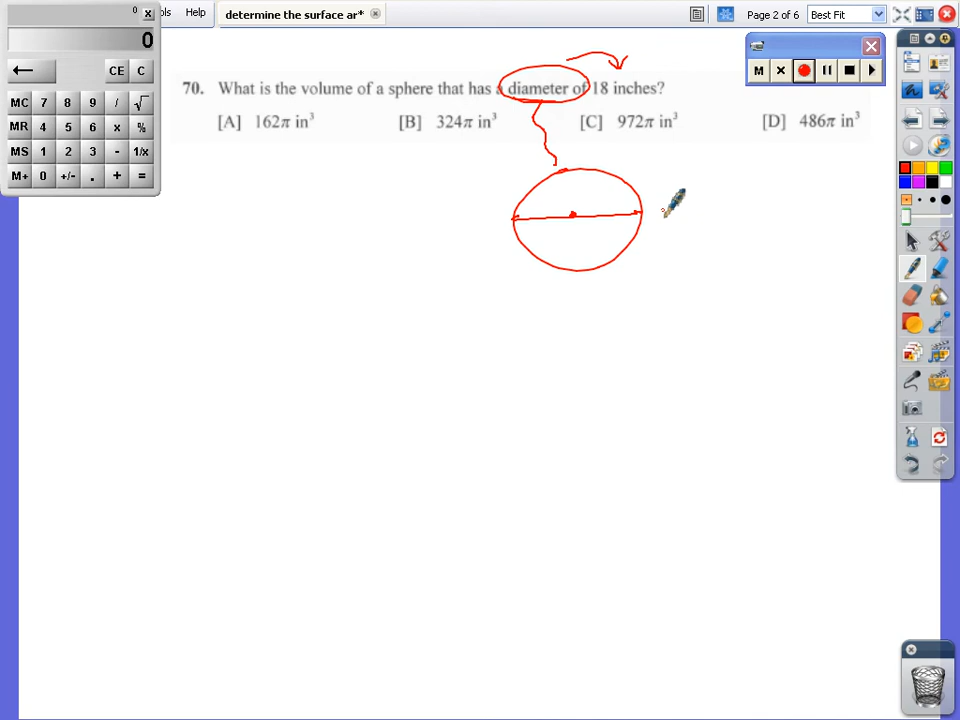 0
0
CE C
MC 7 8 9 / √
MR 4 5 6 x %
MS 1 2 3 - 1/x
M+ 0 +/- . + =
ols Help
determine the surface ar*
Page 2 of 6
Best Fit
M
70. What is the volume of a sphere that has a diameter of 18 inches?
[A] 162π in³ [B] 324π in³ [C] 972π in³ [D] 486π in³